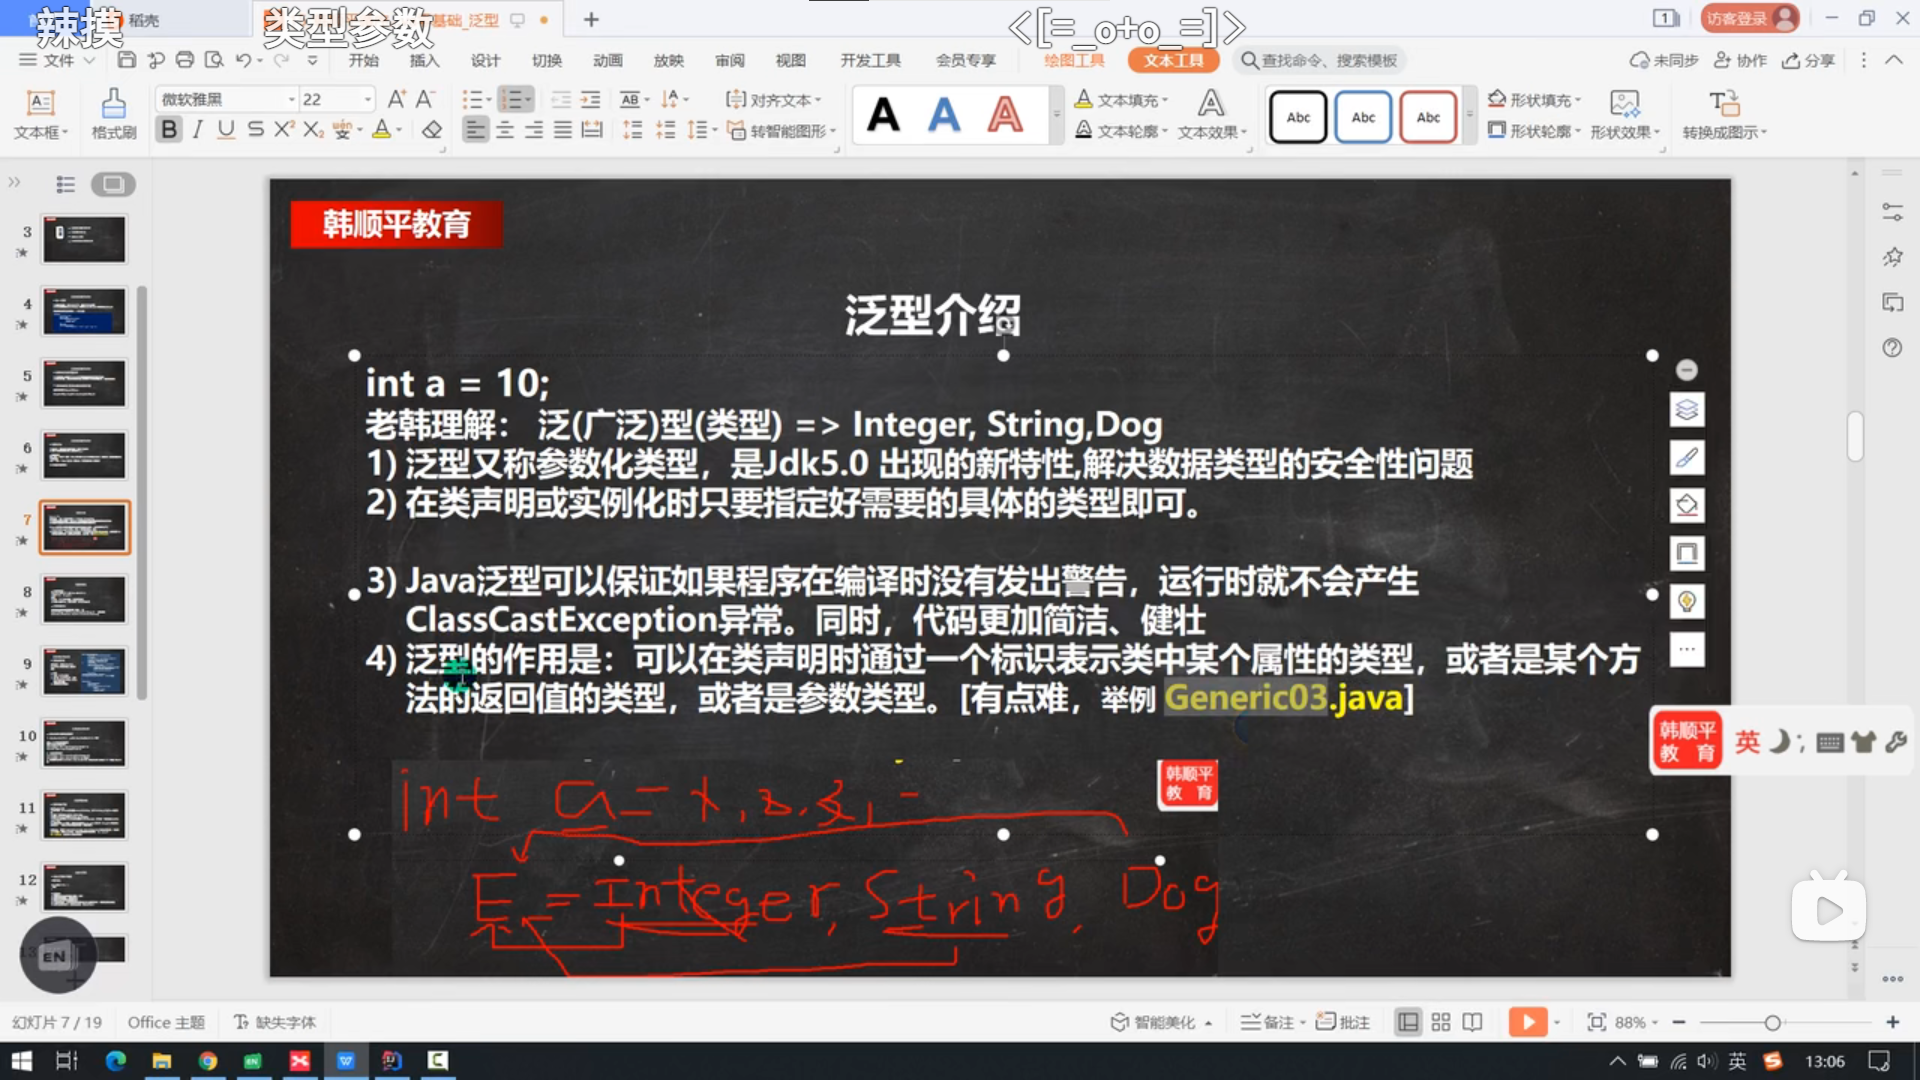 辣摸
类型参数
<[=_o+o_=]>
稻壳
基础_泛型
访客登录
文件
开始
插入
设计
切换
动画
放映
审阅
视图
开发工具
会员专享
绘图工具
文本工具
查找命令、搜索模板
未同步
协作
分享
文本框
格式刷
微软雅黑
22
对齐文本
转智能图形
文本填充
文本轮廓
文本效果
Abc
Abc
Abc
形状填充
形状轮廓
形状效果
转换成图示
韩顺平教育
泛型介绍
int a = 10;
老韩理解： 泛(广泛)型(类型) => Integer, String,Dog
1) 泛型又称参数化类型，是Jdk5.0 出现的新特性,解决数据类型的安全性问题
2) 在类声明或实例化时只要指定好需要的具体的类型即可。
3) Java泛型可以保证如果程序在编译时没有发出警告，运行时就不会产生
ClassCastException异常。同时，代码更加简洁、健壮
4) 泛型的作用是：可以在类声明时通过一个标识表示类中某个属性的类型，或者是某个方
法的返回值的类型，或者是参数类型。[有点难，举例 Generic03.java]
韩顺平
教 育
E = Integer, String, Dog
韩顺平
教 育
英
3
4
5
6
7
8
9
10
11
12
13
EN
幻灯片 7 / 19
Office 主题
缺失字体
智能美化
备注
批注
88%
英
13:06